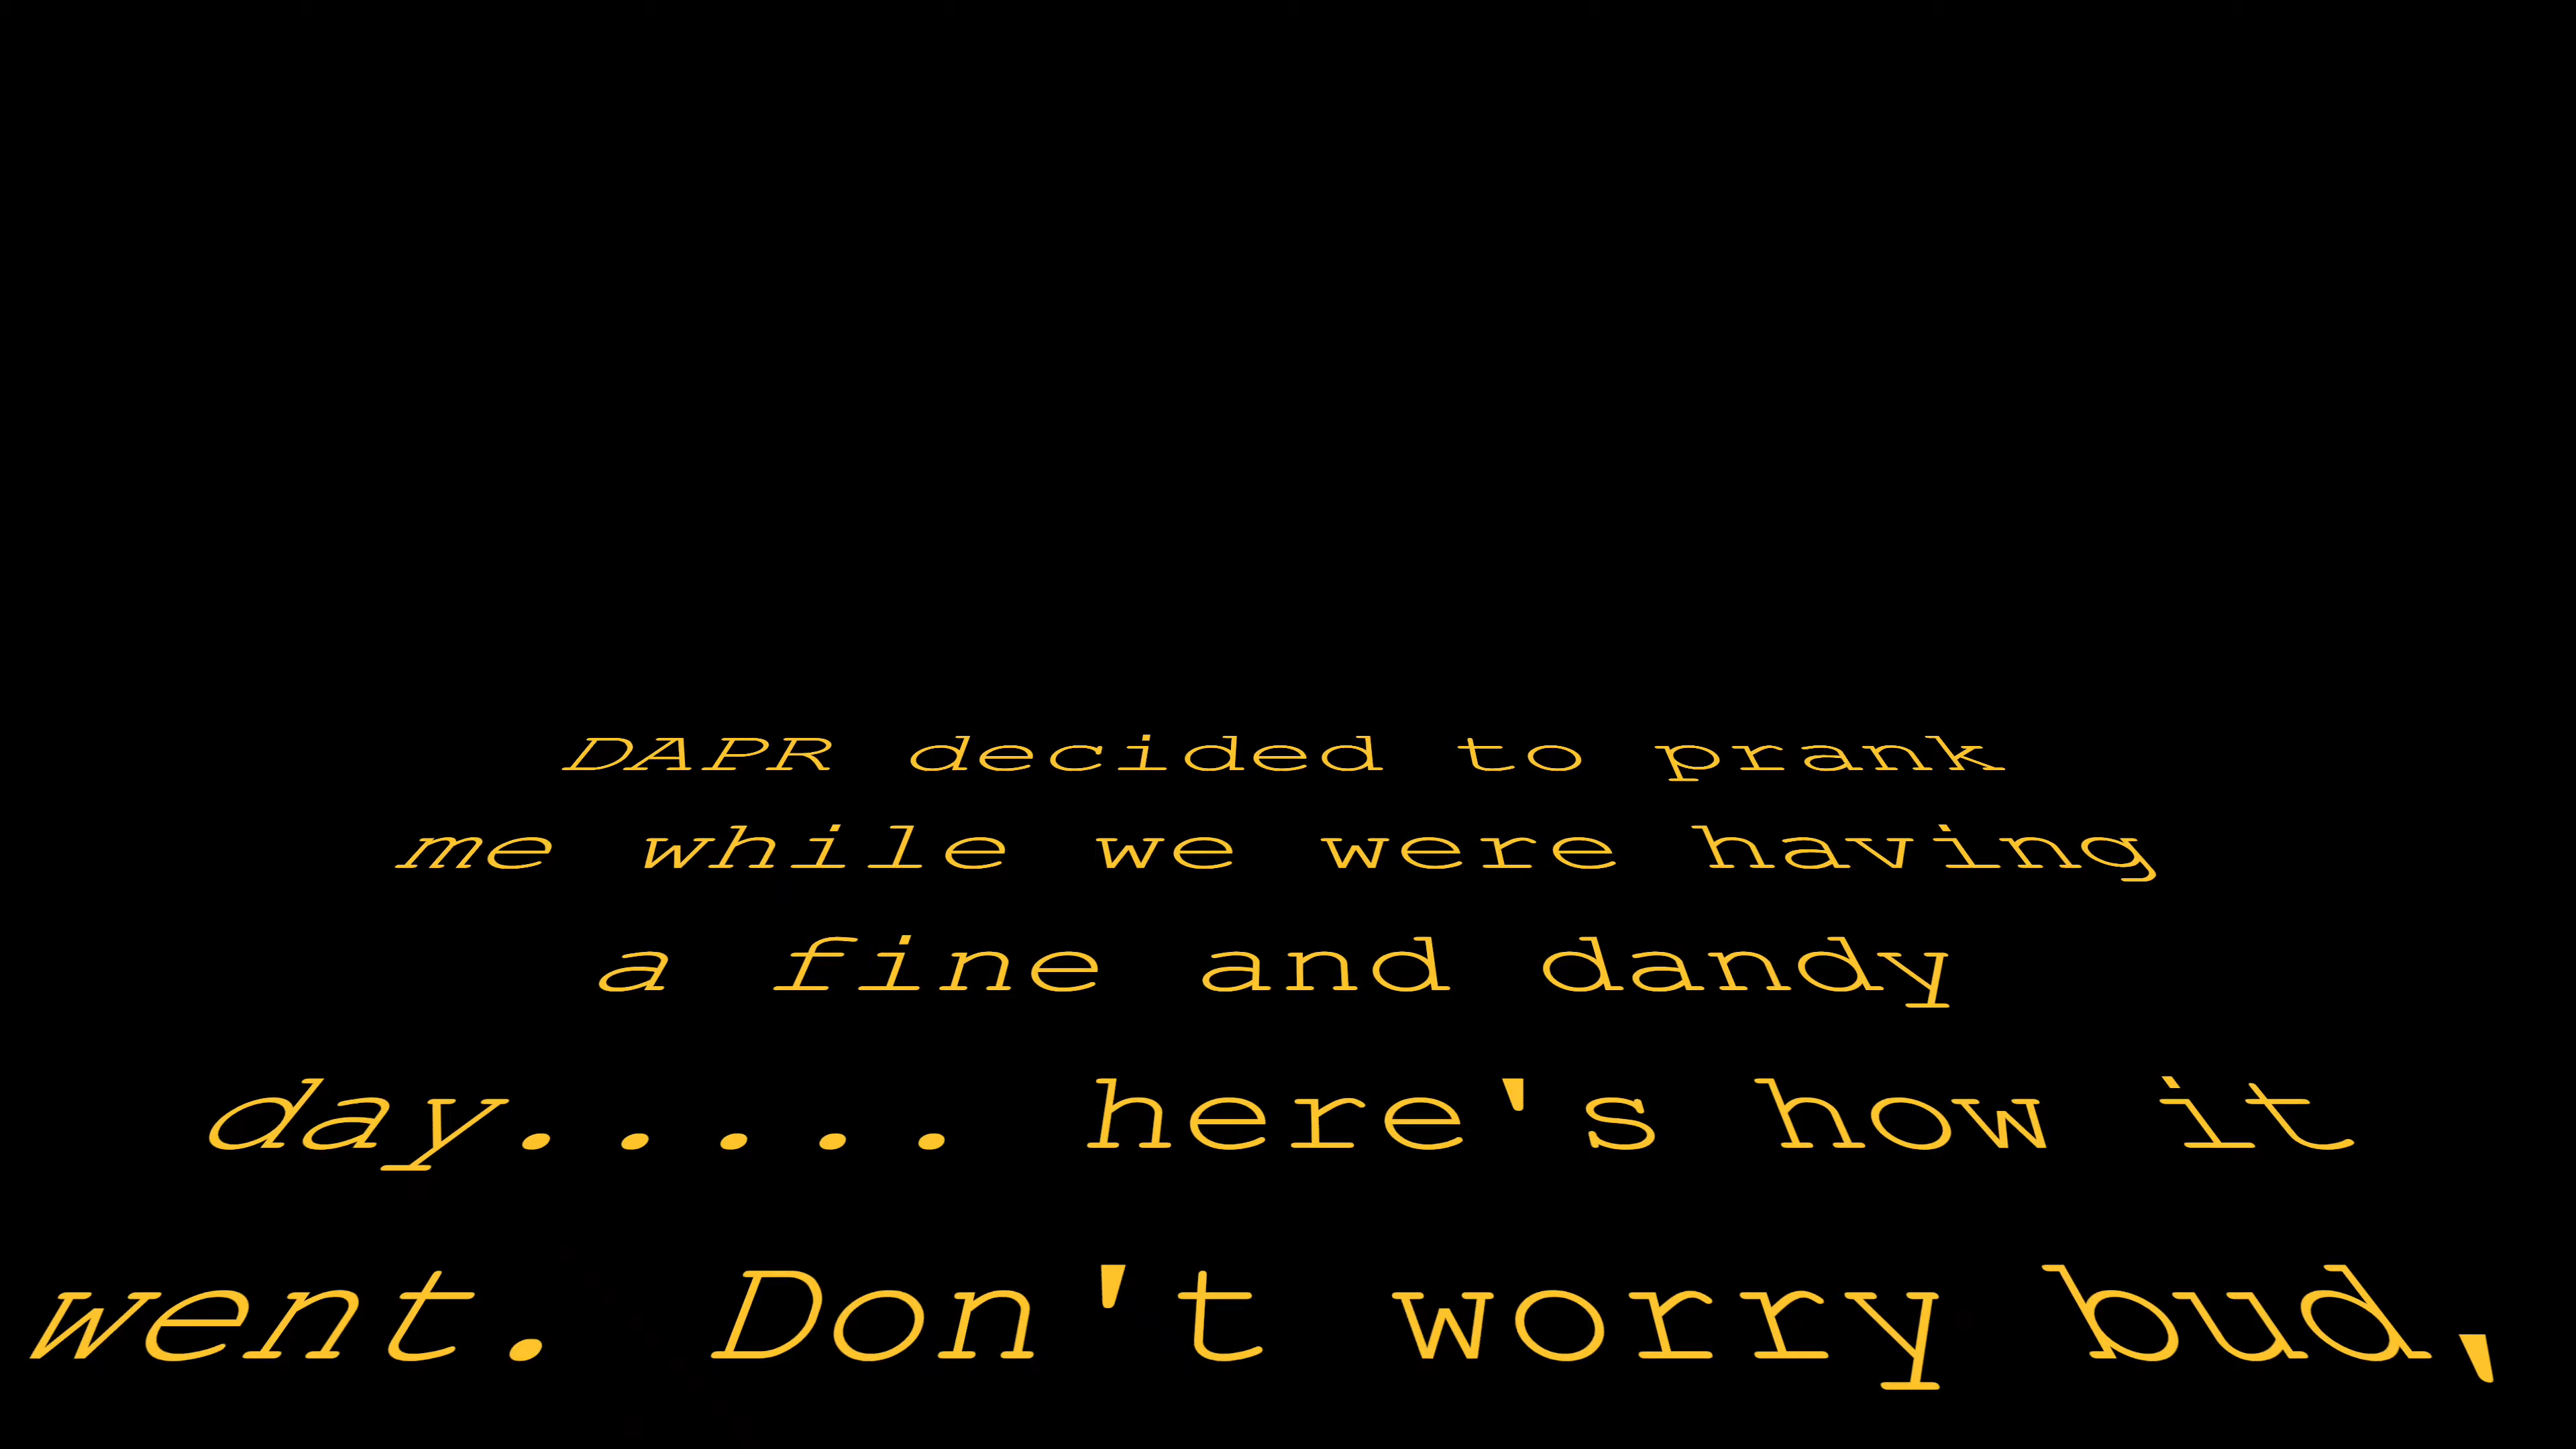 DAPR decided to prank
me while we were having
a fine and dandy
day..... here's how it
went. Don't worry bud,